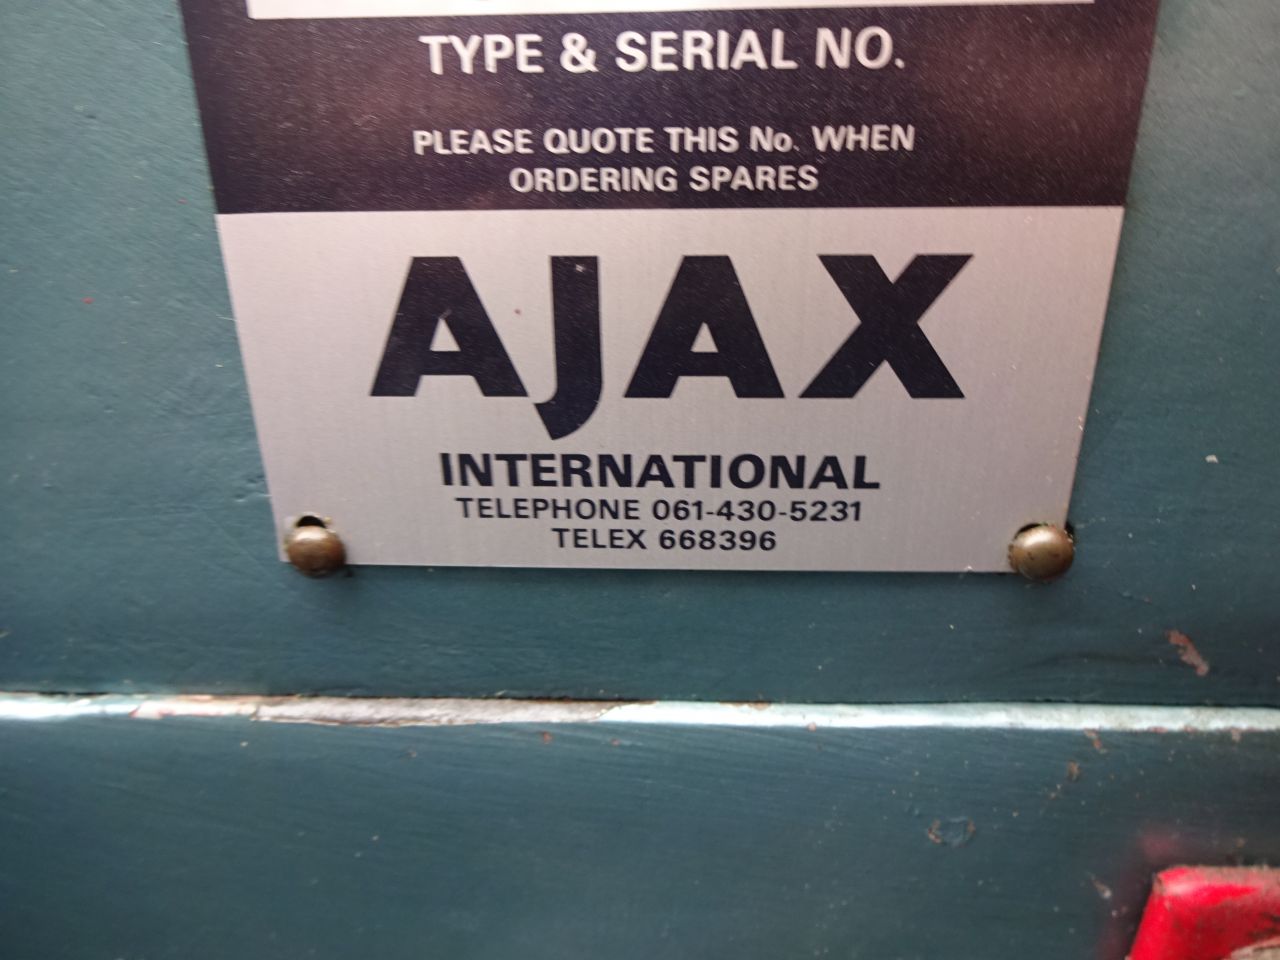 TYPE & SERIAL NO.
PLEASE QUOTE THIS No. WHEN
ORDERING SPARES
AJAX
INTERNATIONAL
TELEPHONE 061-430-5231
TELEX 668396